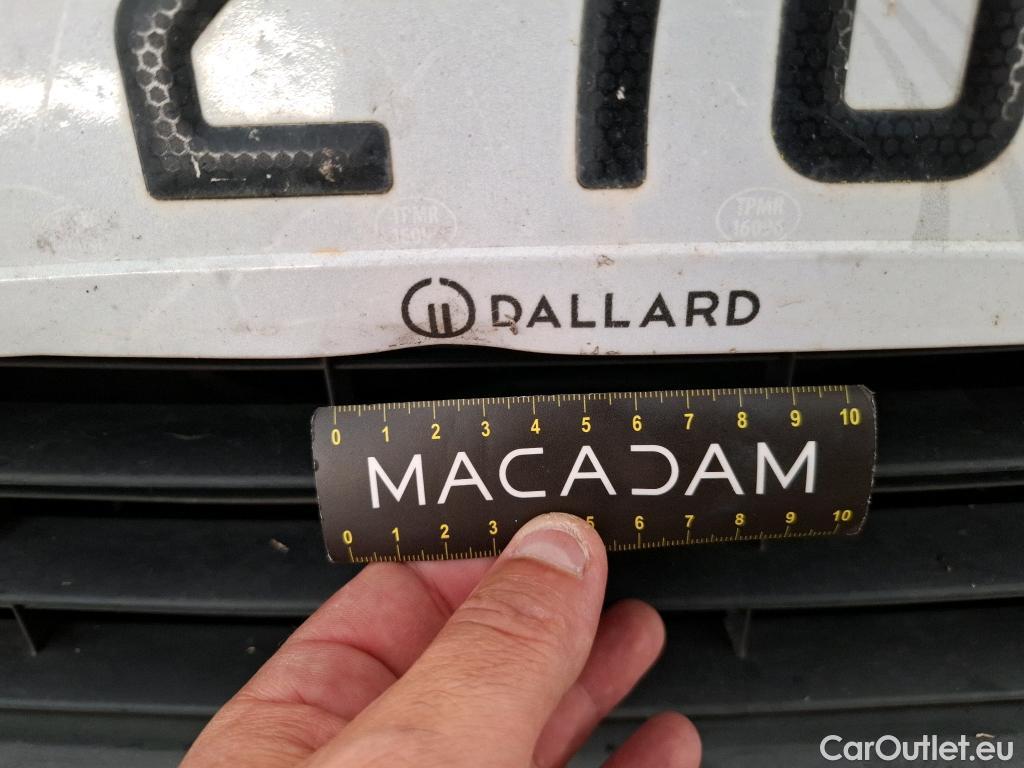 TPMR TPMR
DALLARD
0 1 2 3 4 5 6 7 8 9 10
MACADAM
0 1 2 3 5 6 7 8 9 10
CarOutlet.eu